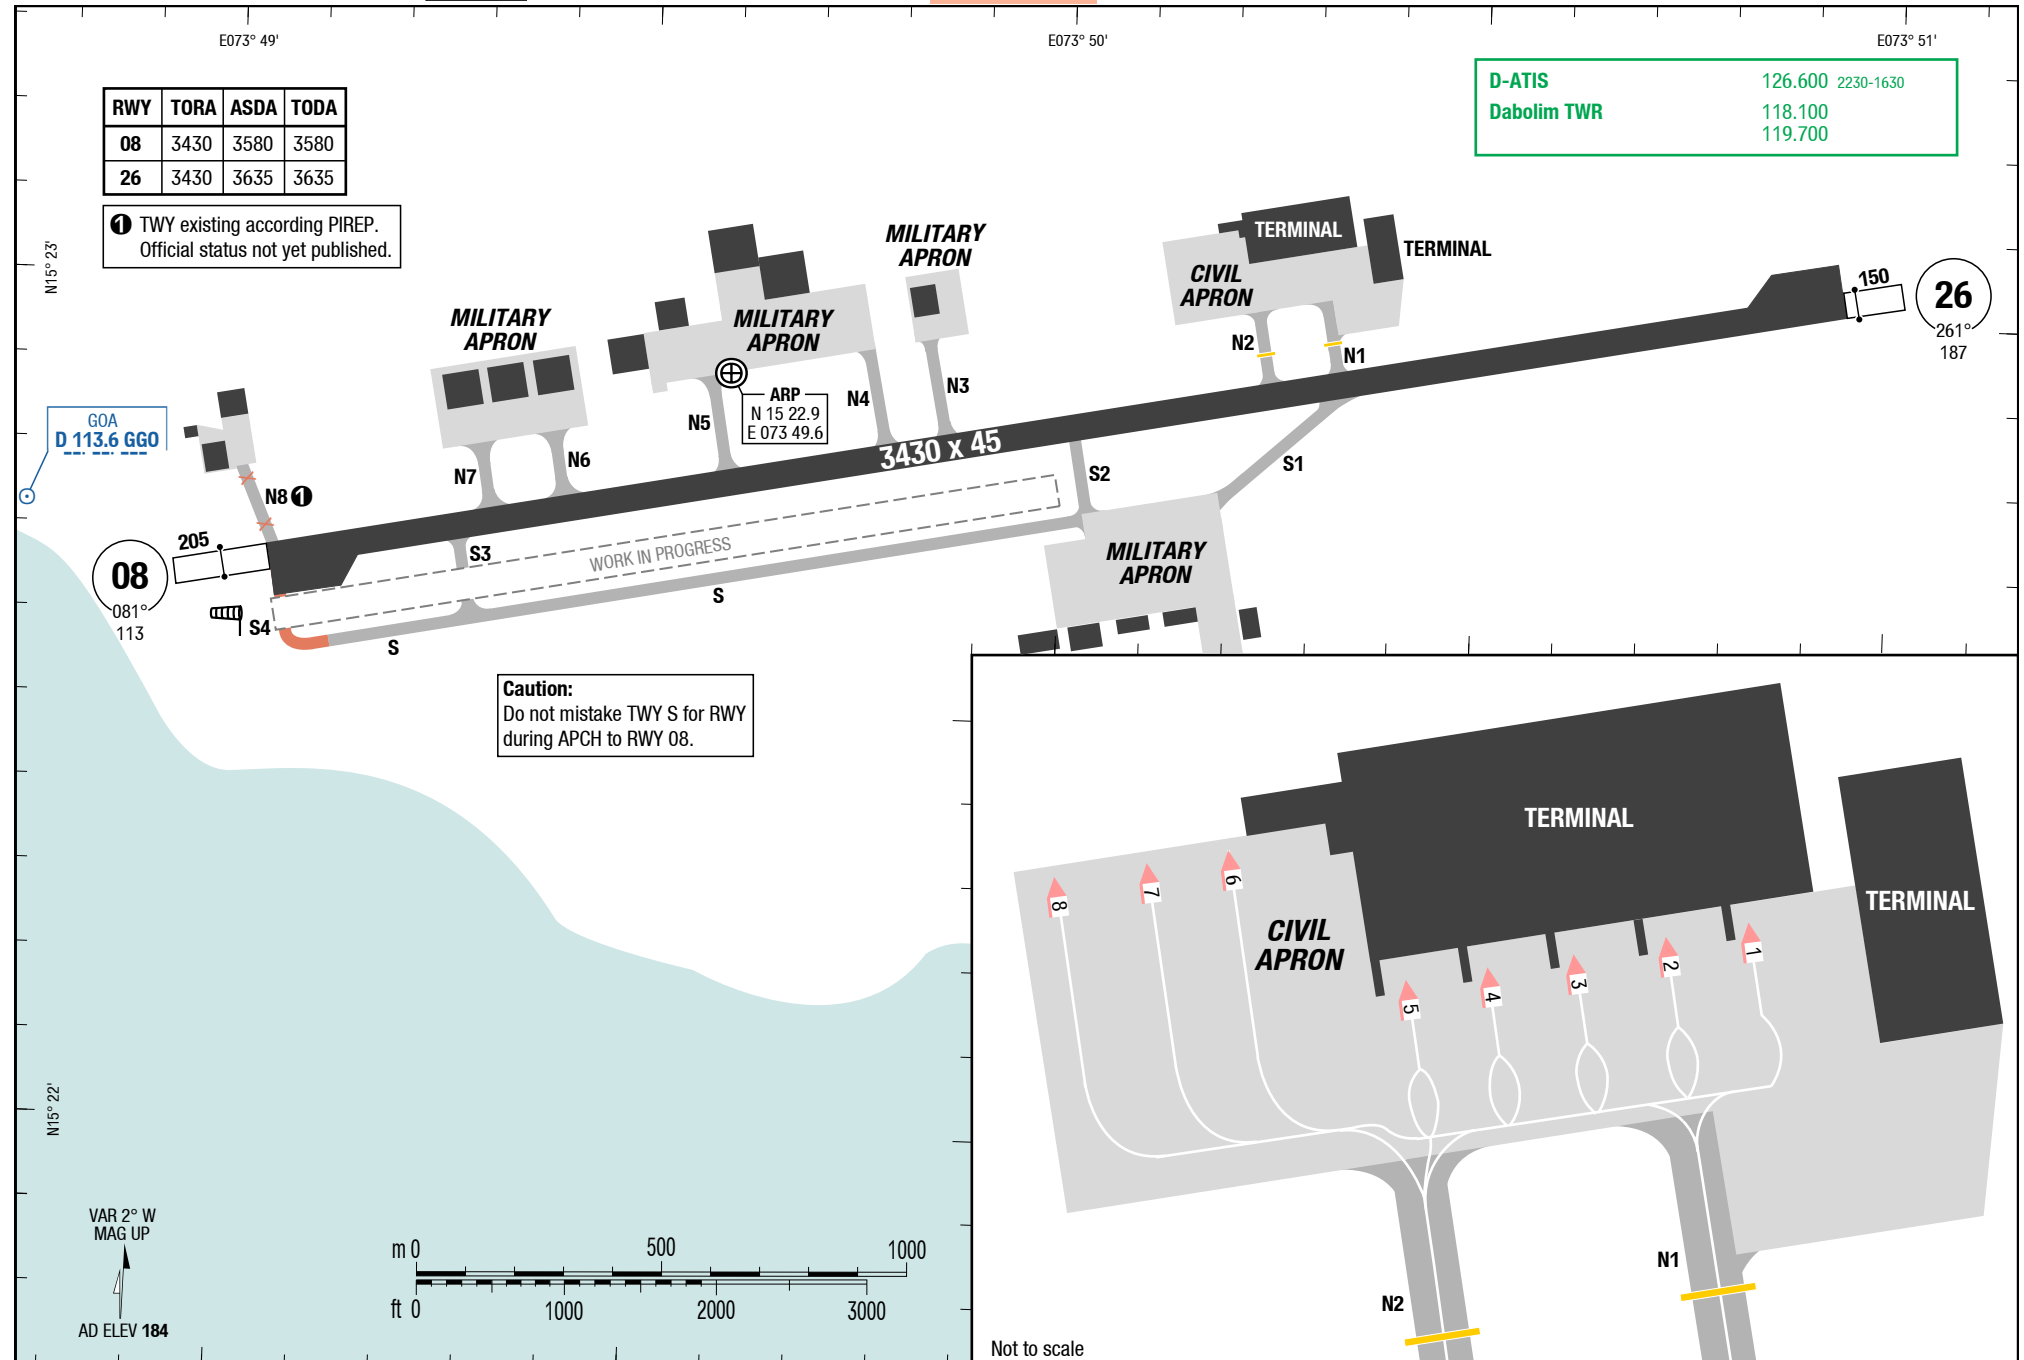 E073° 49'
E073° 50'
E073° 51'
RWY TORA ASDA TODA
08 3430 3580 3580
26 3430 3635 3635
❶ TWY existing according PIREP.
Official status not yet published.
D-ATIS 126.600 2230-1630
Dabolim TWR 118.100
119.700
N15° 23'
MILITARY
APRON
MILITARY
APRON
MILITARY
APRON
TERMINAL
TERMINAL
CIVIL
APRON
150
26
261°
187
N2
N1
N3
N4
N5
ARP
N 15 22.9
E 073 49.6
GOA
D 113.6 GGO
N7
N6
N8 ❶
3430 x 45
S2
S1
205
08
081°
113
S3
WORK IN PROGRESS
S
MILITARY
APRON
S4
S
Caution:
Do not mistake TWY S for RWY
during APCH to RWY 08.
TERMINAL
TERMINAL
CIVIL
APRON
8
7
6
5
4
3
2
1
N1
N2
Not to scale
N15° 22'
VAR 2° W
MAG UP
AD ELEV 184
m 0 500 1000
ft 0 1000 2000 3000